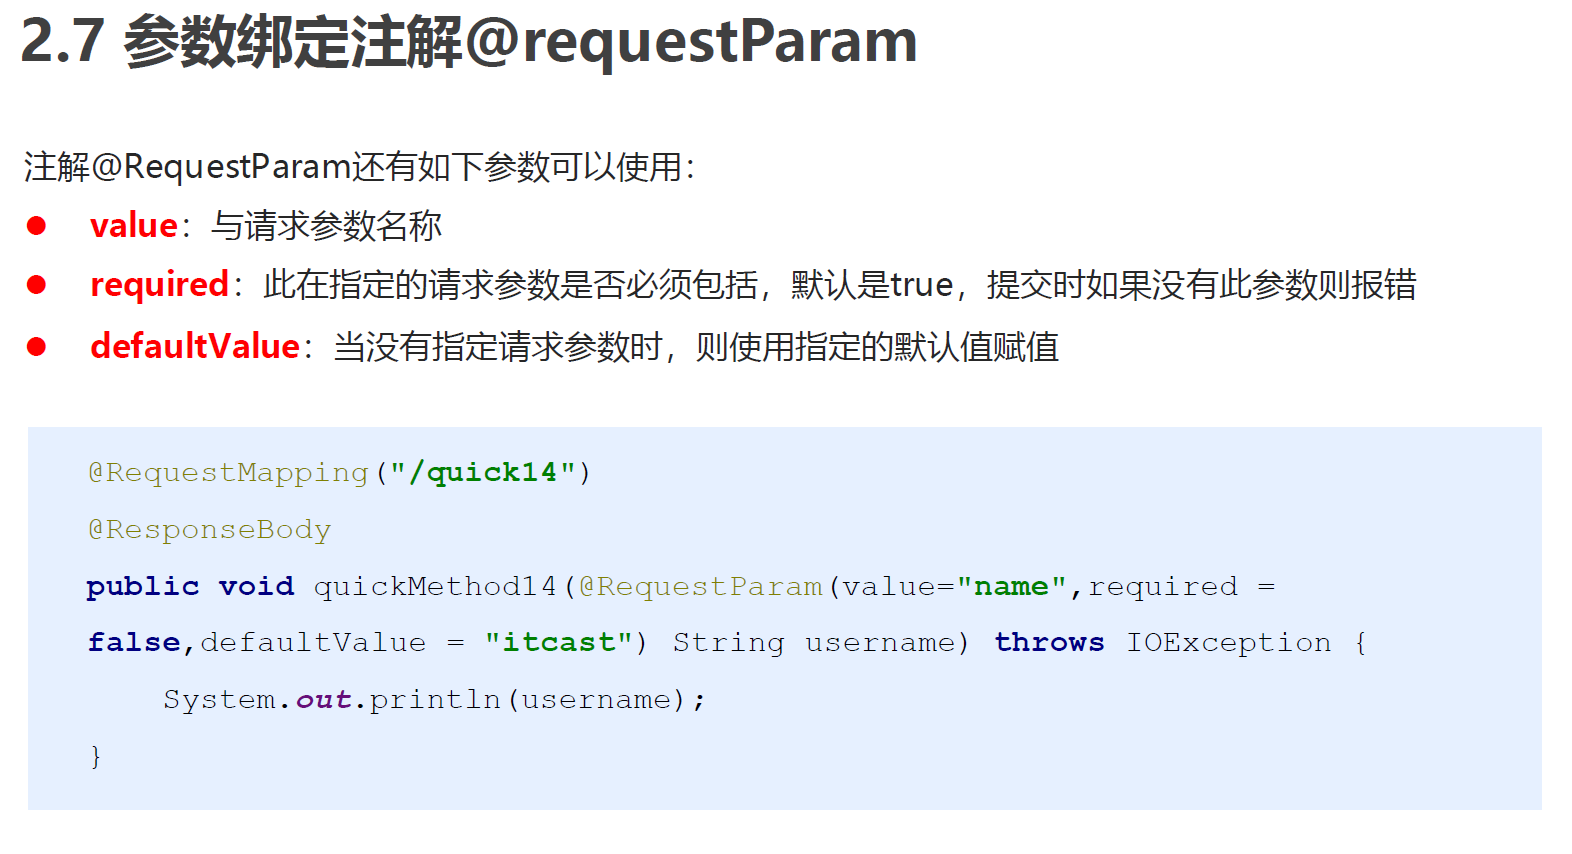 2.7 参数绑定注解@requestParam
注解@RequestParam还有如下参数可以使用：
● value：与请求参数名称
● required：此在指定的请求参数是否必须包括，默认是true，提交时如果没有此参数则报错
● defaultValue：当没有指定请求参数时，则使用指定的默认值赋值
@RequestMapping("/quick14")
@ResponseBody
public void quickMethod14(@RequestParam(value="name",required =
false,defaultValue = "itcast") String username) throws IOException {
    System.out.println(username);
}